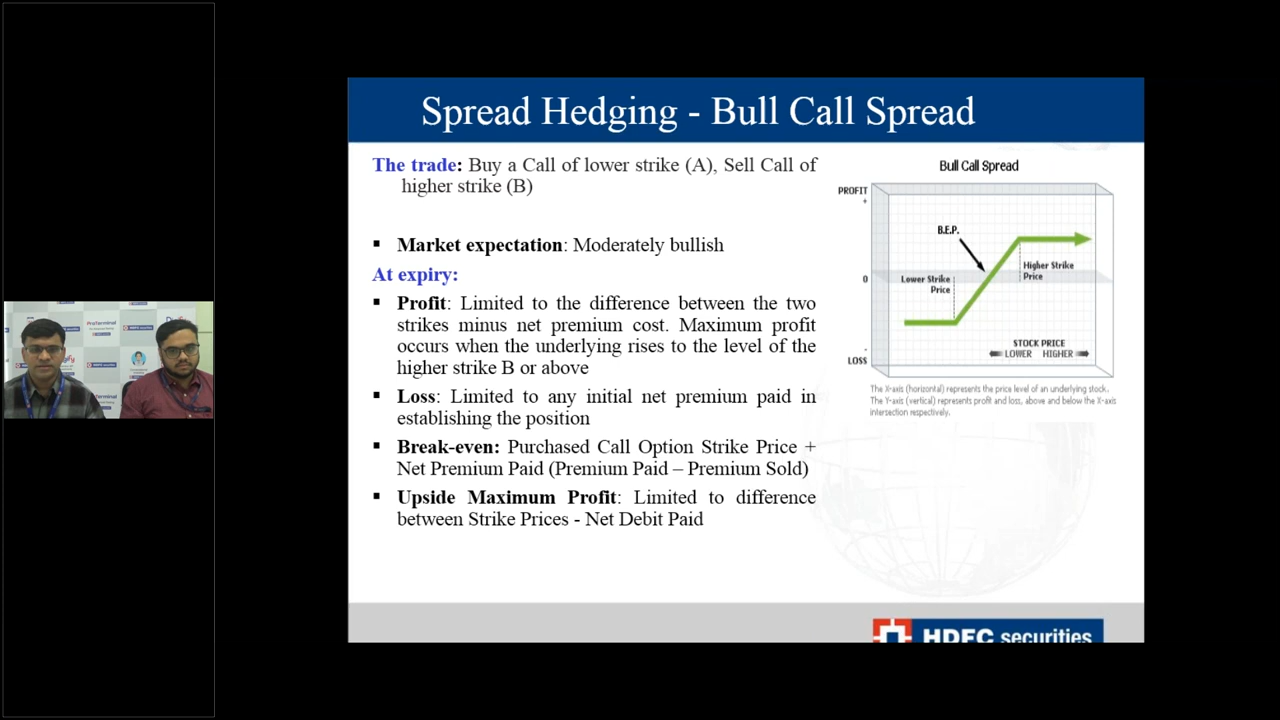 Spread Hedging - Bull Call Spread
The trade: Buy a Call of lower strike (A), Sell Call of
higher strike (B)
▪ Market expectation: Moderately bullish
At expiry:
▪ Profit: Limited to the difference between the two
strikes minus net premium cost. Maximum profit
occurs when the underlying rises to the level of the
higher strike B or above
▪ Loss: Limited to any initial net premium paid in
establishing the position
▪ Break-even: Purchased Call Option Strike Price +
Net Premium Paid (Premium Paid – Premium Sold)
▪ Upside Maximum Profit: Limited to difference
between Strike Prices - Net Debit Paid
Bull Call Spread
PROFIT
+
B.E.P.
0
Lower Strike
Price
Higher Strike
Price
STOCK PRICE
LOWER HIGHER
-
LOSS
The X-axis (horizontal) represents the price level of an underlying stock.
The Y-axis (vertical) represents profit and loss, above and below the X-axis
intersection respectively.
HDFC securities
ProTerminal
securities